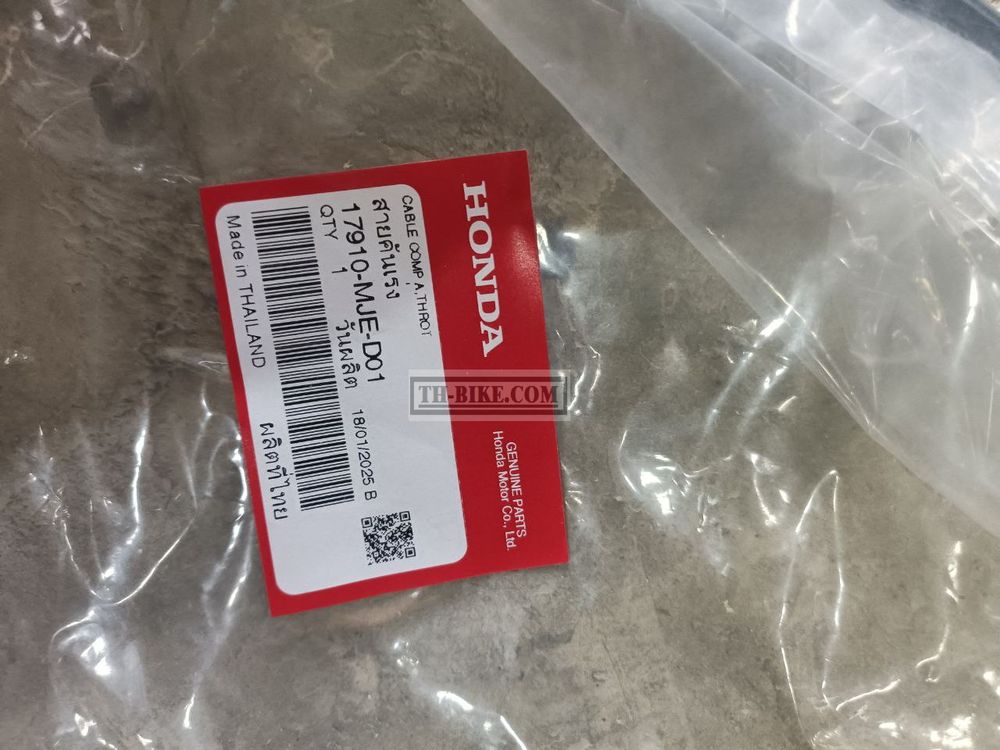 HONDA
GENUINE PARTS
Honda Motor Co., Ltd.
CABLE COMP,A,THROT
สายคันเร่ง
17910-MJE-D01
QTY 1 วันผลิต 18/01/2025 B
Made in THAILAND ผลิตที่ไทย
TH-BIKE.COM